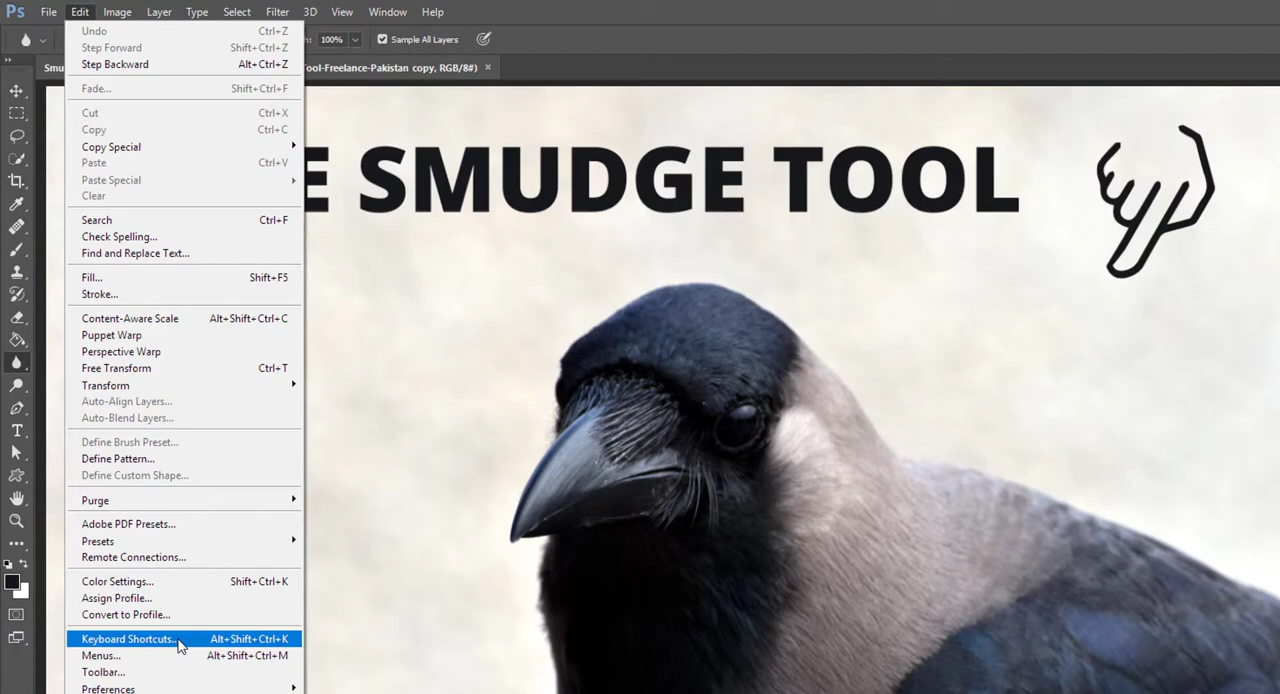 Ps File Edit Image Layer Type Select Filter 3D View Window Help
100% Sample All Layers
Smu
Tool-Freelance-Pakistan copy, RGB/8#) ×
Undo Ctrl+Z
Step Forward Shift+Ctrl+Z
Step Backward Alt+Ctrl+Z
Fade... Shift+Ctrl+F
Cut Ctrl+X
Copy Ctrl+C
Copy Special
Paste Ctrl+V
Paste Special
Clear
Search Ctrl+F
Check Spelling...
Find and Replace Text...
Fill... Shift+F5
Stroke...
Content-Aware Scale Alt+Shift+Ctrl+C
Puppet Warp
Perspective Warp
Free Transform Ctrl+T
Transform
Auto-Align Layers...
Auto-Blend Layers...
Define Brush Preset...
Define Pattern...
Define Custom Shape...
Purge
Adobe PDF Presets...
Presets
Remote Connections...
Color Settings... Shift+Ctrl+K
Assign Profile...
Convert to Profile...
Keyboard Shortcuts... Alt+Shift+Ctrl+K
Menus... Alt+Shift+Ctrl+M
Toolbar...
Preferences
E SMUDGE TOOL